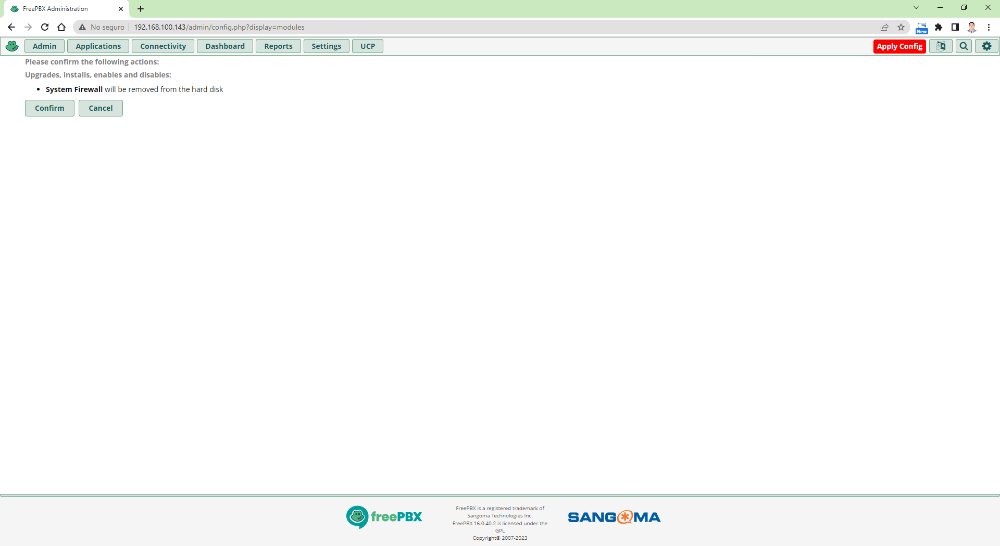 FreePBX Administration
No seguro
192.168.100.143/admin/config.php?display=modules
New
Admin
Applications
Connectivity
Dashboard
Reports
Settings
UCP
Apply Config
Please confirm the following actions:
Upgrades, installs, enables and disables:
System Firewall will be removed from the hard disk
Confirm
Cancel
freePBX
FreePBX is a registered trademark of
Sangoma Technologies Inc.
FreePBX 16.0.40.2 is licensed under the
GPL
Copyright© 2007-2023
SANGOMA